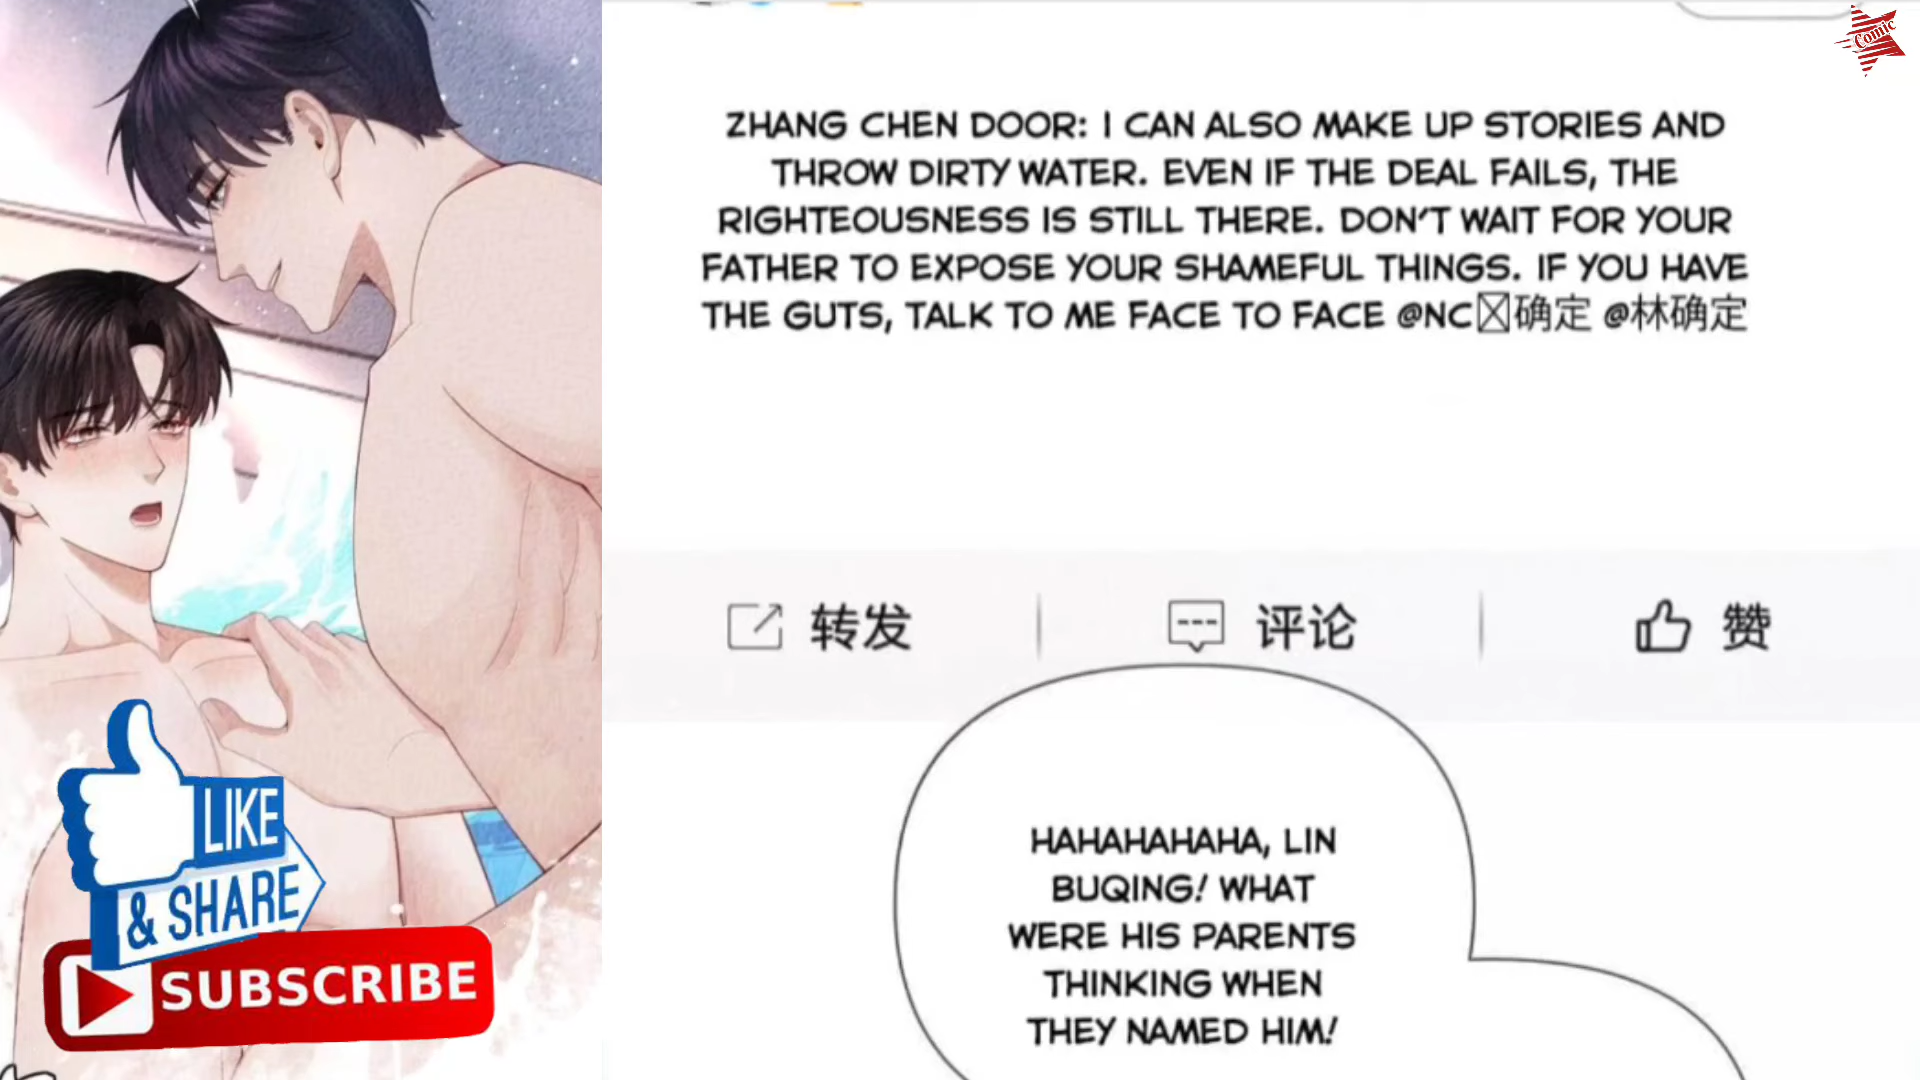 Comic
ZHANG CHEN DOOR: I CAN ALSO MAKE UP STORIES AND
THROW DIRTY WATER. EVEN IF THE DEAL FAILS, THE
RIGHTEOUSNESS IS STILL THERE. DON'T WAIT FOR YOUR
FATHER TO EXPOSE YOUR SHAMEFUL THINGS. IF YOU HAVE
THE GUTS, TALK TO ME FACE TO FACE @NC☒确定 @林确定
转发 评论 赞
HAHAHAHAHA, LIN
BUQING! WHAT
WERE HIS PARENTS
THINKING WHEN
THEY NAMED HIM!
LIKE
& SHARE
SUBSCRIBE